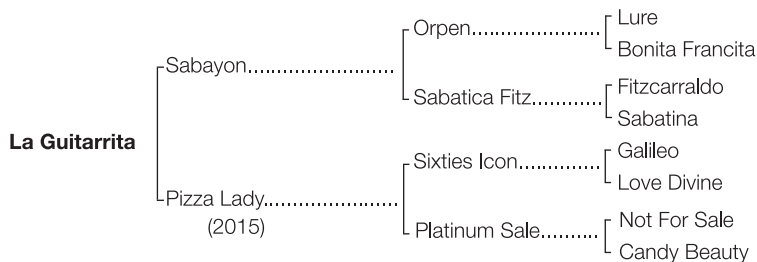 Lure
Orpen
Bonita Francita
Sabayon
Fitzcarraldo
Sabatica Fitz
Sabatina
La Guitarrita
Galileo
Sixties Icon
Love Divine
Pizza Lady
(2015)
Not For Sale
Platinum Sale
Candy Beauty